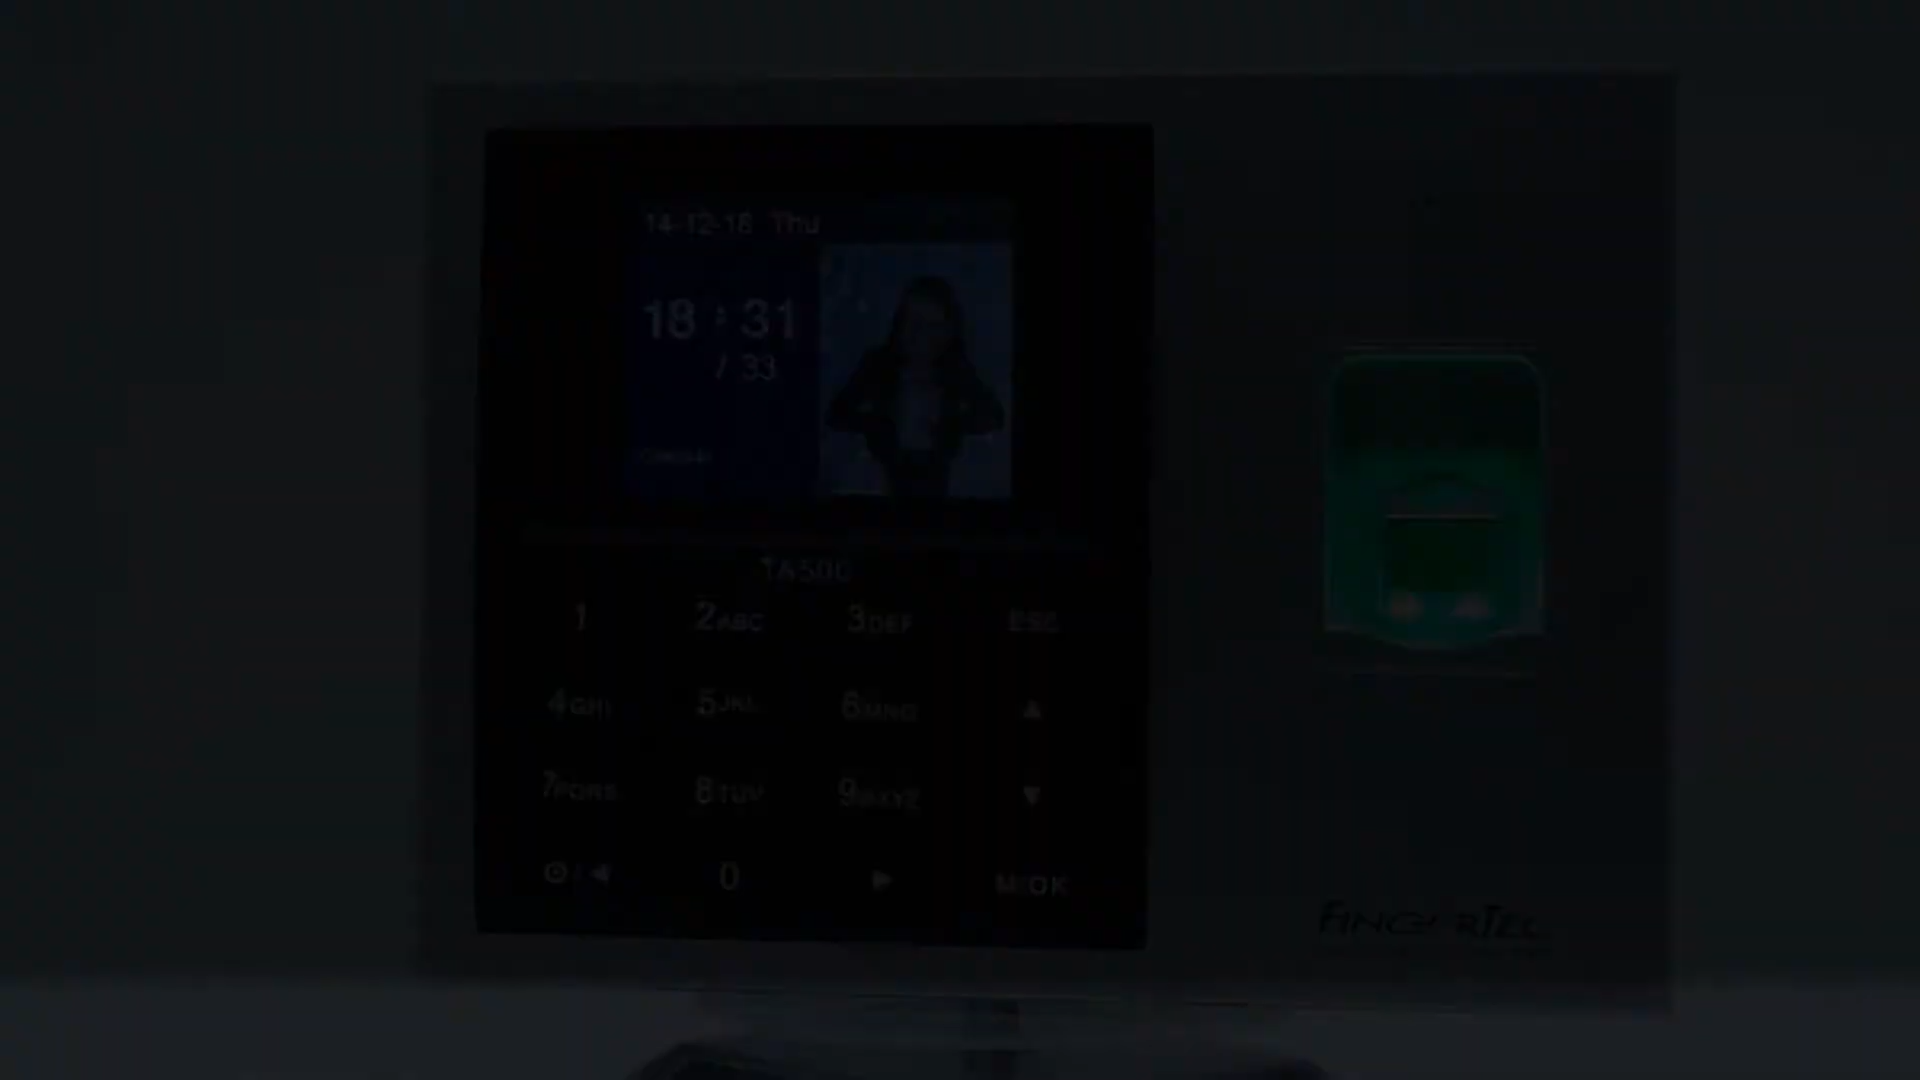 14-12-18 Thu
18 : 31
/ 33
TA500
1 2ABC 3DEF ESC
4GHI 5JKL 6MNO ▲
7PQRS 8TUV 9WXYZ ▼
◀ 0 ▶ M/OK
FINGERTEC